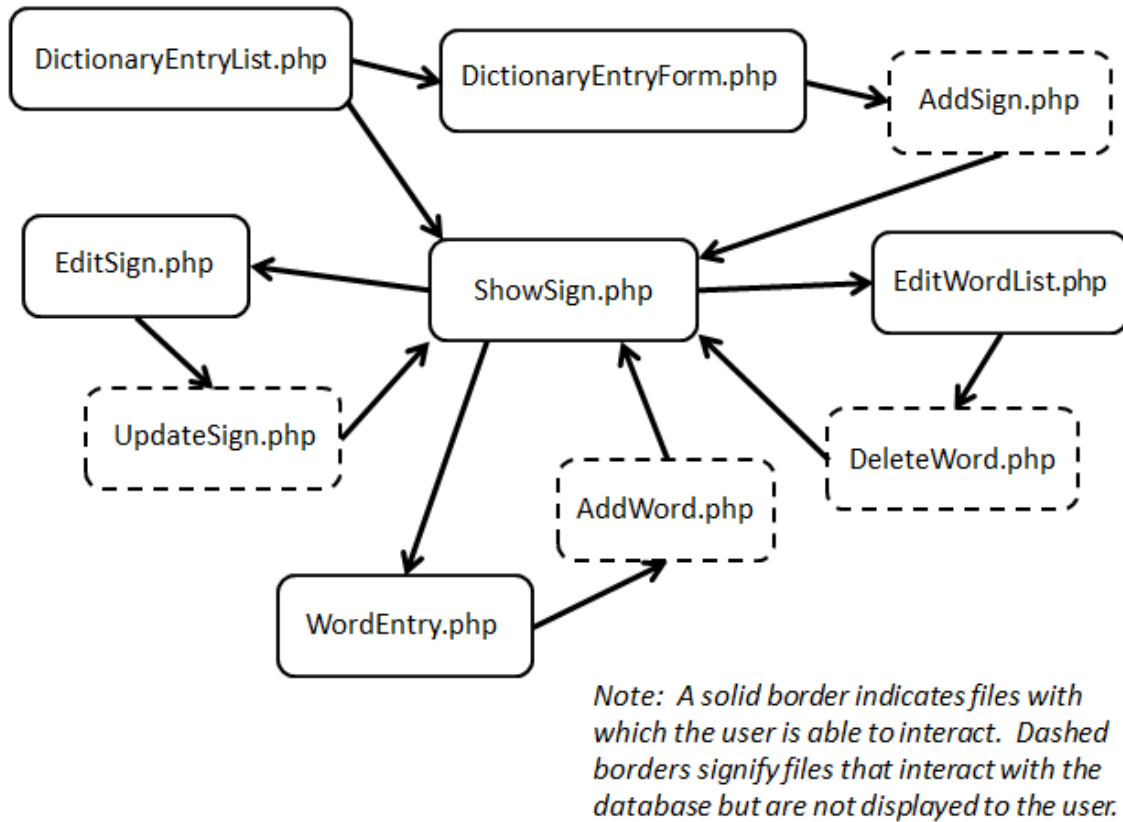 DictionaryEntryList.php
DictionaryEntryForm.php
AddSign.php
EditSign.php
ShowSign.php
EditWordList.php
UpdateSign.php
AddWord.php
DeleteWord.php
WordEntry.php
Note: A solid border indicates files with
which the user is able to interact. Dashed
borders signify files that interact with the
database but are not displayed to the user.